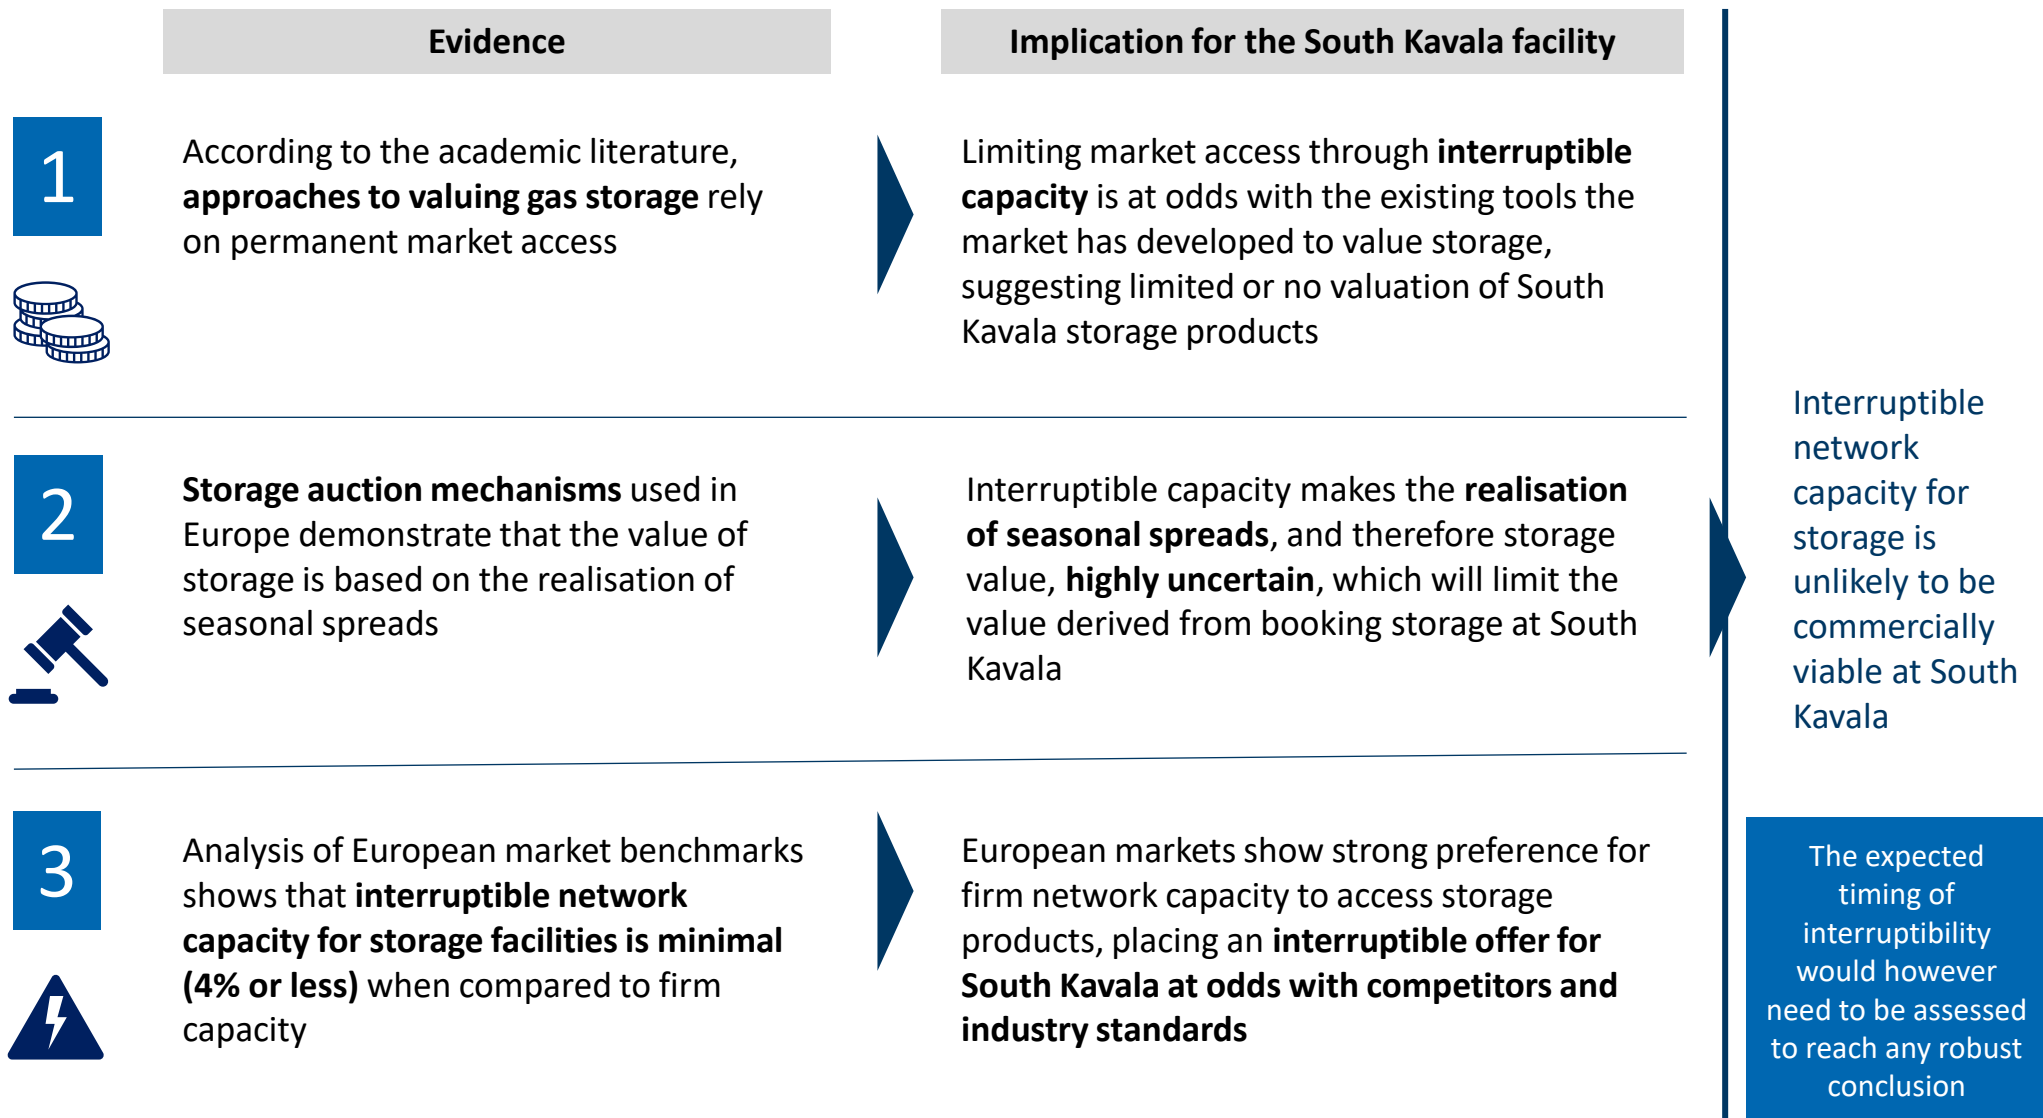 Evidence
Implication for the South Kavala facility
1
According to the academic literature,
approaches to valuing gas storage rely
on permanent market access
Limiting market access through interruptible
capacity is at odds with the existing tools the
market has developed to value storage,
suggesting limited or no valuation of South
Kavala storage products
2
Storage auction mechanisms used in
Europe demonstrate that the value of
storage is based on the realisation of
seasonal spreads
Interruptible capacity makes the realisation
of seasonal spreads, and therefore storage
value, highly uncertain, which will limit the
value derived from booking storage at South
Kavala
3
Analysis of European market benchmarks
shows that interruptible network
capacity for storage facilities is minimal
(4% or less) when compared to firm
capacity
European markets show strong preference for
firm network capacity to access storage
products, placing an interruptible offer for
South Kavala at odds with competitors and
industry standards
Interruptible
network
capacity for
storage is
unlikely to be
commercially
viable at South
Kavala
The expected
timing of
interruptibility
would however
need to be assessed
to reach any robust
conclusion